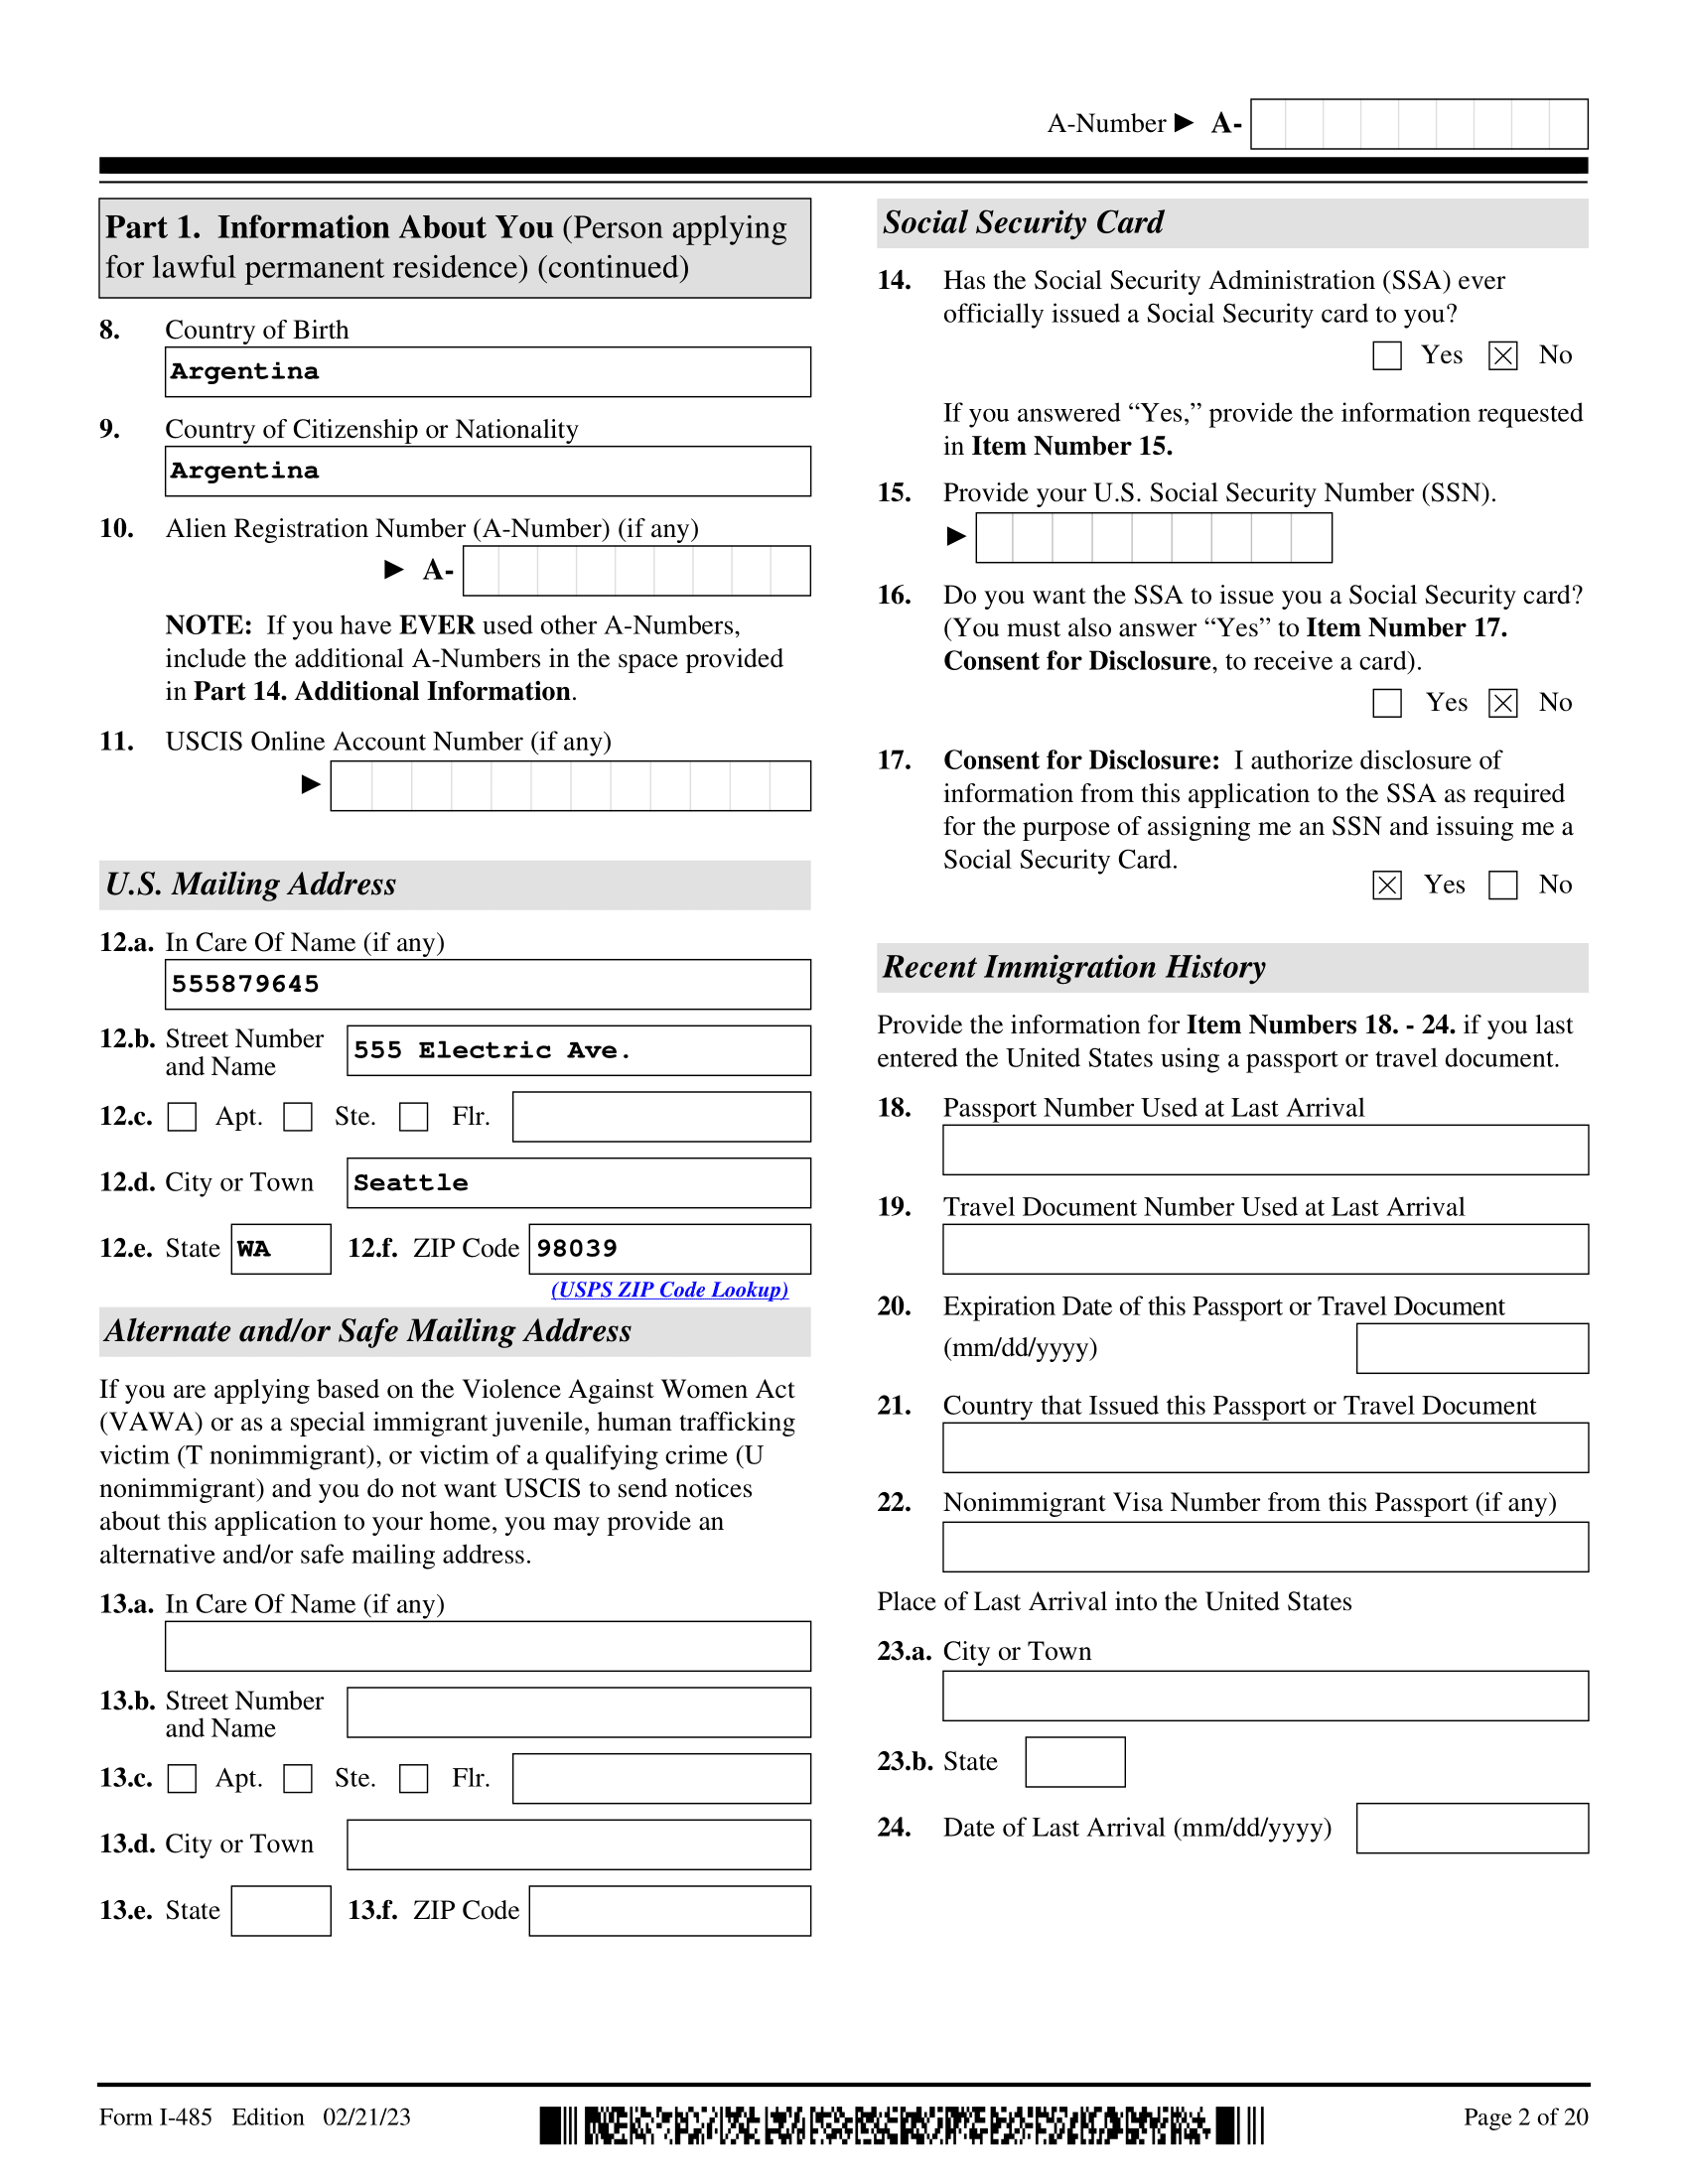 A-Number ► A-
Part 1. Information About You (Person applying
for lawful permanent residence) (continued)
8. Country of Birth
Argentina
9. Country of Citizenship or Nationality
Argentina
10. Alien Registration Number (A-Number) (if any)
► A-
NOTE: If you have EVER used other A-Numbers,
include the additional A-Numbers in the space provided
in Part 14. Additional Information.
11. USCIS Online Account Number (if any)
►
U.S. Mailing Address
12.a. In Care Of Name (if any)
555879645
12.b. Street Number
and Name
555 Electric Ave.
12.c. Apt. Ste. Flr.
12.d. City or Town Seattle
12.e. State WA 12.f. ZIP Code 98039
(USPS ZIP Code Lookup)
Alternate and/or Safe Mailing Address
If you are applying based on the Violence Against Women Act
(VAWA) or as a special immigrant juvenile, human trafficking
victim (T nonimmigrant), or victim of a qualifying crime (U
nonimmigrant) and you do not want USCIS to send notices
about this application to your home, you may provide an
alternative and/or safe mailing address.
13.a. In Care Of Name (if any)
13.b. Street Number
and Name
13.c. Apt. Ste. Flr.
13.d. City or Town
13.e. State 13.f. ZIP Code
Social Security Card
14. Has the Social Security Administration (SSA) ever
officially issued a Social Security card to you?
Yes ☒ No
If you answered “Yes,” provide the information requested
in Item Number 15.
15. Provide your U.S. Social Security Number (SSN).
►
16. Do you want the SSA to issue you a Social Security card?
(You must also answer “Yes” to Item Number 17.
Consent for Disclosure, to receive a card).
Yes ☒ No
17. Consent for Disclosure: I authorize disclosure of
information from this application to the SSA as required
for the purpose of assigning me an SSN and issuing me a
Social Security Card.
☒ Yes No
Recent Immigration History
Provide the information for Item Numbers 18. - 24. if you last
entered the United States using a passport or travel document.
18. Passport Number Used at Last Arrival
19. Travel Document Number Used at Last Arrival
20. Expiration Date of this Passport or Travel Document
(mm/dd/yyyy)
21. Country that Issued this Passport or Travel Document
22. Nonimmigrant Visa Number from this Passport (if any)
Place of Last Arrival into the United States
23.a. City or Town
23.b. State
24. Date of Last Arrival (mm/dd/yyyy)
Form I-485 Edition 02/21/23
Page 2 of 20